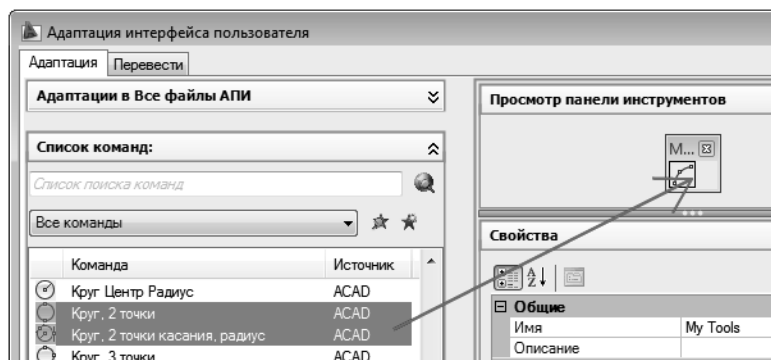 Адаптация интерфейса пользователя
Адаптация Перевести
Адаптации в Все файлы АПИ
Список команд:
Список поиска команд
Все команды
Команда Источник
Круг Центр Радиус ACAD
Круг, 2 точки ACAD
Круг, 2 точки касания, радиус ACAD
Круг, 3 точки ACAD
Просмотр панели инструментов
М...
Свойства
Общие
Имя My Tools
Описание